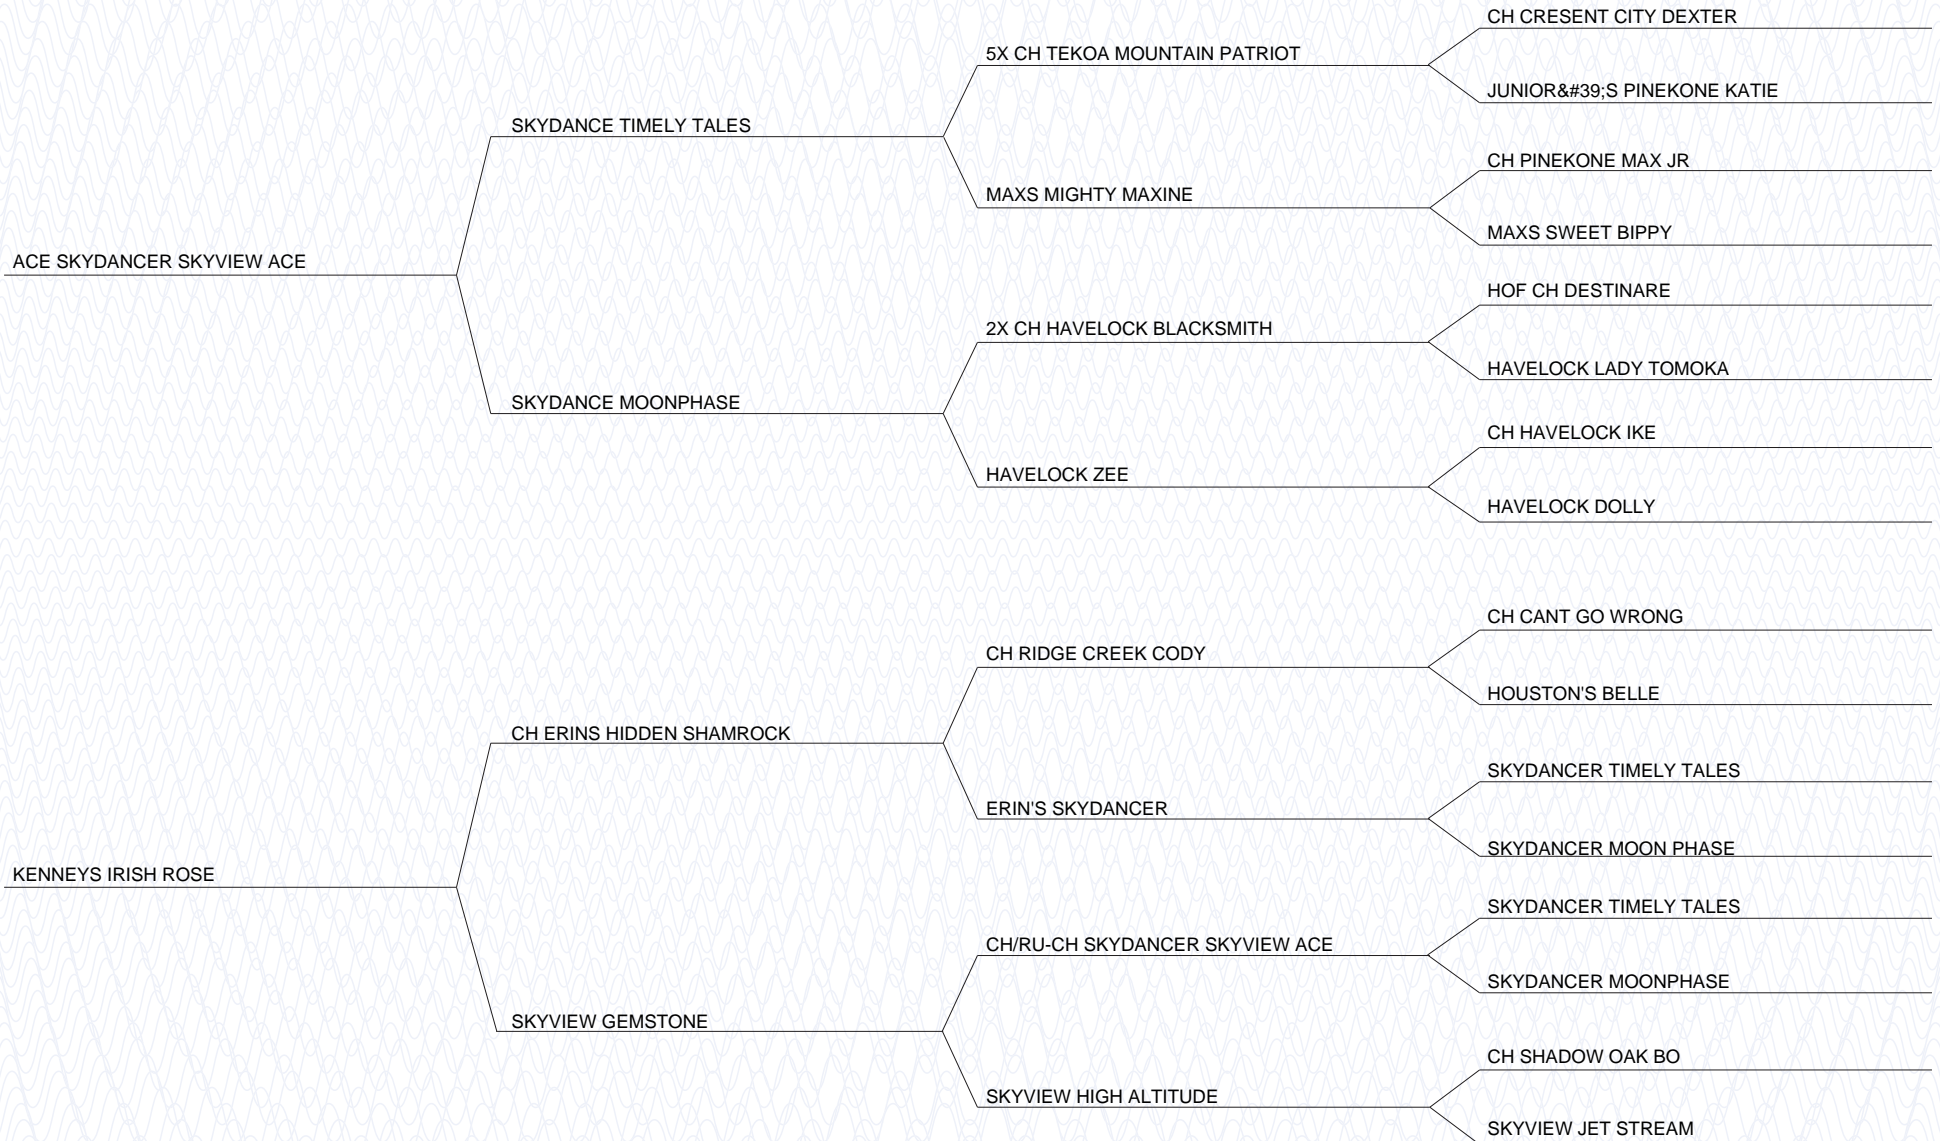 CH CRESENT CITY DEXTER
5X CH TEKOA MOUNTAIN PATRIOT
JUNIOR&#39;S PINEKONE KATIE
SKYDANCE TIMELY TALES
CH PINEKONE MAX JR
MAXS MIGHTY MAXINE
MAXS SWEET BIPPY
ACE SKYDANCER SKYVIEW ACE
HOF CH DESTINARE
2X CH HAVELOCK BLACKSMITH
HAVELOCK LADY TOMOKA
SKYDANCE MOONPHASE
CH HAVELOCK IKE
HAVELOCK ZEE
HAVELOCK DOLLY
CH CANT GO WRONG
CH RIDGE CREEK CODY
HOUSTON'S BELLE
CH ERINS HIDDEN SHAMROCK
SKYDANCER TIMELY TALES
ERIN'S SKYDANCER
SKYDANCER MOON PHASE
KENNEYS IRISH ROSE
SKYDANCER TIMELY TALES
CH/RU-CH SKYDANCER SKYVIEW ACE
SKYDANCER MOONPHASE
SKYVIEW GEMSTONE
CH SHADOW OAK BO
SKYVIEW HIGH ALTITUDE
SKYVIEW JET STREAM